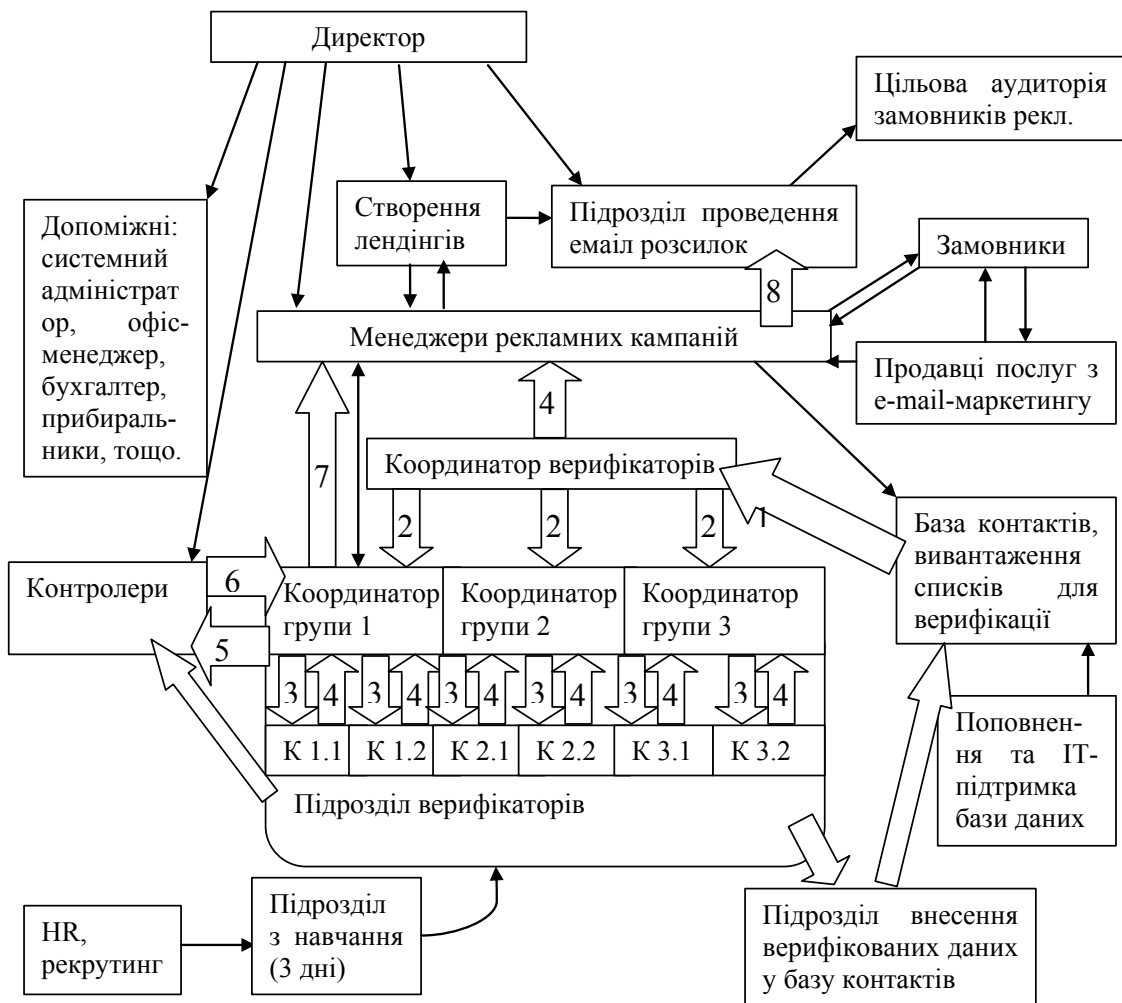 Директор
Цільова аудиторія
замовників рекл.
Створення
лендінгів
Підрозділ проведення
емаіл розсилок
Допоміжні:
системний
адміністрат
ор, офіс-
менеджер,
бухгалтер,
прибираль-
ники, тощо.
Замовники
8
Менеджери рекламних кампаній
Продавці послуг з
e-mail-маркетингу
4
7
Координатор верифікаторів
2
2
2
1
База контактів,
вивантаження
списків для
верифікації
Контролери
6
5
Координатор
групи 1
Координатор
групи 2
Координатор
групи 3
3
4
3
4
3
4
3
4
3
4
3
4
К 1.1
К 1.2
К 2.1
К 2.2
К 3.1
К 3.2
Поповнен-
ня та ІТ-
підтримка
бази даних
Підрозділ верифікаторів
HR,
рекрутинг
Підрозділ
з навчання
(3 дні)
Підрозділ внесення
верифікованих даних
у базу контактів